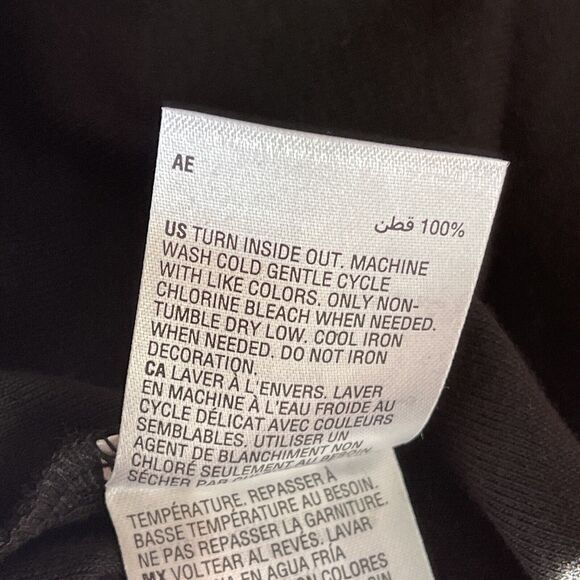 AE
100% قطن
US TURN INSIDE OUT. MACHINE
WASH COLD GENTLE CYCLE
WITH LIKE COLORS. ONLY NON-
CHLORINE BLEACH WHEN NEEDED.
TUMBLE DRY LOW. COOL IRON
WHEN NEEDED. DO NOT IRON
DECORATION.
CA LAVER À L'ENVERS. LAVER
EN MACHINE À L'EAU FROIDE AU
CYCLE DÉLICAT AVEC COULEURS
SEMBLABLES. UTILISER UN
AGENT DE BLANCHIMENT NON
CHLORÉ SEULEMENT AU BESOIN
SÉCHER PAR
TEMPÉRATURE. REPASSER À
BASSE TEMPÉRATURE AU BESOIN.
NE PAS REPASSER LA GARNITURE.
MX VOLTEAR AL REVÉS. LAVAR
EN AGUA FRÍA
COLORES